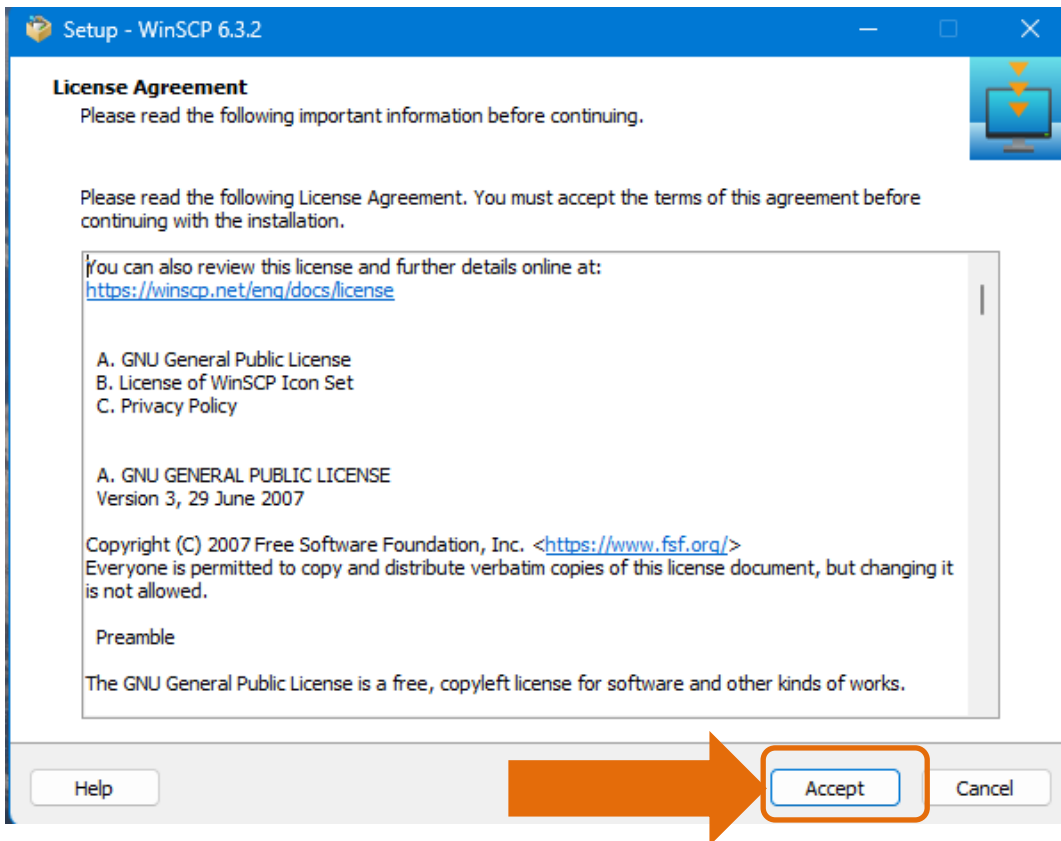 Setup - WinSCP 6.3.2
License Agreement
Please read the following important information before continuing.
Please read the following License Agreement. You must accept the terms of this agreement before
continuing with the installation.
You can also review this license and further details online at:
https://winscp.net/eng/docs/license
A. GNU General Public License
B. License of WinSCP Icon Set
C. Privacy Policy
A. GNU GENERAL PUBLIC LICENSE
Version 3, 29 June 2007
Copyright (C) 2007 Free Software Foundation, Inc. <https://www.fsf.org/>
Everyone is permitted to copy and distribute verbatim copies of this license document, but changing it
is not allowed.
Preamble
The GNU General Public License is a free, copyleft license for software and other kinds of works.
Help Accept Cancel